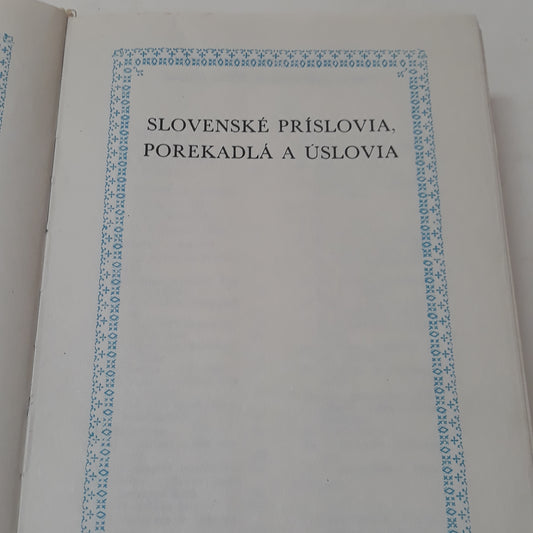 SLOVENSKÉ PRÍSLOVIA,
POREKADLÁ A ÚSLOVIA